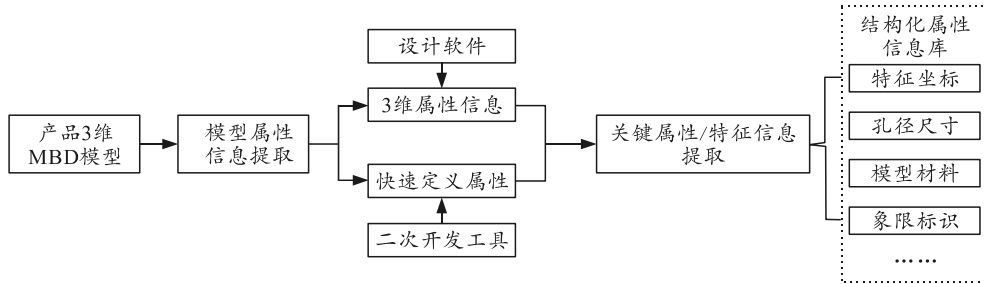 产品3维
MBD模型
模型属性
信息提取
设计软件
3维属性信息
快速定义属性
二次开发工具
关键属性/特征信息
提取
结构化属性
信息库
特征坐标
孔径尺寸
模型材料
象限标识
……